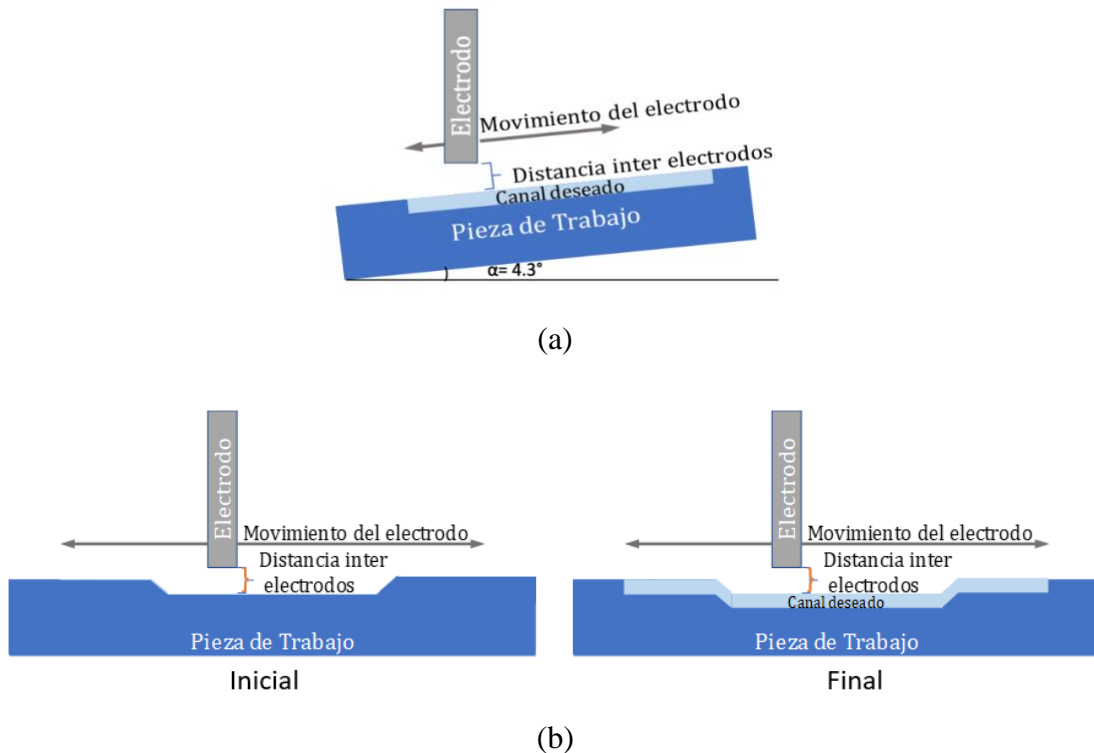 Electrodo
Movimiento del electrodo
Distancia inter electrodos
Canal deseado
Pieza de Trabajo
α= 4.3°
(a)
Electrodo
Movimiento del electrodo
Distancia inter
electrodos
Pieza de Trabajo
Inicial
Electrodo
Movimiento del electrodo
Distancia inter
electrodos
Canal deseado
Pieza de Trabajo
Final
(b)